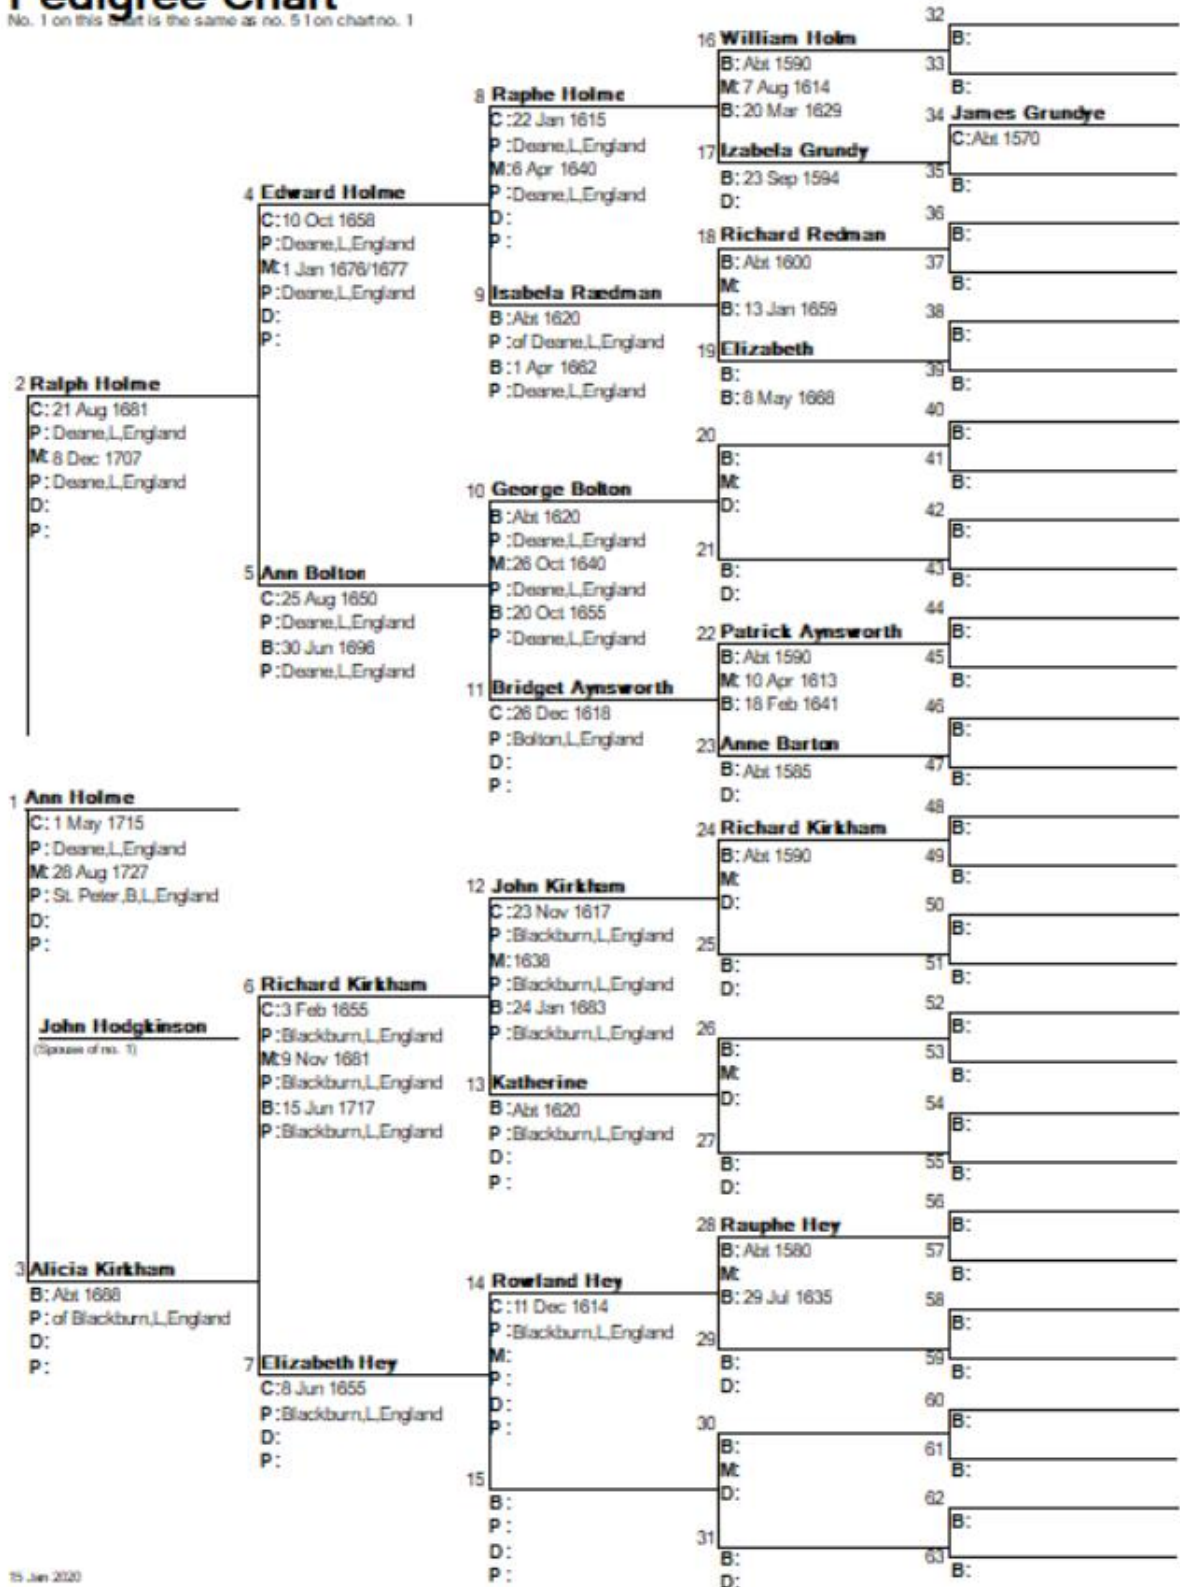 Pedigree Chart
No. 1 on this chart is the same as no. 51 on chart no. 1
2 Ralph Holme
C: 21 Aug 1681
P: Deane,L,England
M: 8 Dec 1707
P: Deane,L,England
D:
P:
1 Ann Holme
C: 1 May 1715
P: Deane,L,England
M: 28 Aug 1727
P: St. Peter,B,L,England
D:
P:
John Hodgkinson
(Spouse of no. 1)
3 Alicia Kirkham
B: Abt 1688
P: of Blackburn,L,England
D:
P:
15 Jan 2020
4 Edward Holme
C:10 Oct 1658
P:Deane,L,England
M:1 Jan 1676/1677
P:Deane,L,England
D:
P:
5 Ann Bolton
C:25 Aug 1650
P:Deane,L,England
B:30 Jun 1696
P:Deane,L,England
6 Richard Kirkham
C:3 Feb 1655
P:Blackburn,L,England
M:9 Nov 1681
P:Blackburn,L,England
B:15 Jun 1717
P:Blackburn,L,England
7 Elizabeth Hey
C:8 Jun 1655
P:Blackburn,L,England
D:
P:
8 Raphe Holme
C:22 Jan 1615
P:Deane,L,England
M:6 Apr 1640
P:Deane,L,England
D:
P:
9 Isabela Raedman
B:Abt 1620
P:of Deane,L,England
B:1 Apr 1662
P:Deane,L,England
10 George Bolton
B:Abt 1620
P:Deane,L,England
M:26 Oct 1640
P:Deane,L,England
B:20 Oct 1655
P:Deane,L,England
11 Bridget Aynsworth
C:26 Dec 1618
P:Bolton,L,England
D:
P:
12 John Kirkham
C:23 Nov 1617
P:Blackburn,L,England
M:1638
P:Blackburn,L,England
B:24 Jan 1683
P:Blackburn,L,England
13 Katherine
B:Abt 1620
P:Blackburn,L,England
D:
P:
14 Rowland Hey
C:11 Dec 1614
P:Blackburn,L,England
M:
P:
D:
P:
15
B:
P:
D:
P:
16 William Holm
B: Abt 1590
M: 7 Aug 1614
B: 20 Mar 1629
17 Izabela Grundy
B: 23 Sep 1594
D:
18 Richard Redman
B: Abt 1600
M:
B: 13 Jan 1659
19 Elizabeth
B:
B: 8 May 1668
20
B:
M:
D:
21
B:
D:
22 Patrick Aynsworth
B: Abt 1590
M: 10 Apr 1613
B: 18 Feb 1641
23 Anne Barton
B: Abt 1585
D:
24 Richard Kirkham
B: Abt 1590
M:
D:
25
B:
D:
26
B:
M:
D:
27
B:
D:
28 Rauphe Hey
B: Abt 1580
M:
B: 29 Jul 1635
29
B:
D:
30
B:
M:
D:
31
B:
D:
32
B:
33
B:
34 James Grundye
C:Abt 1570
35
B:
36
B:
37
B:
38
B:
39
B:
40
B:
41
B:
42
B:
43
B:
44
B:
45
B:
46
B:
47
B:
48
B:
49
B:
50
B:
51
B:
52
B:
53
B:
54
B:
55
B:
56
B:
57
B:
58
B:
59
B:
60
B:
61
B:
62
B:
63
B: